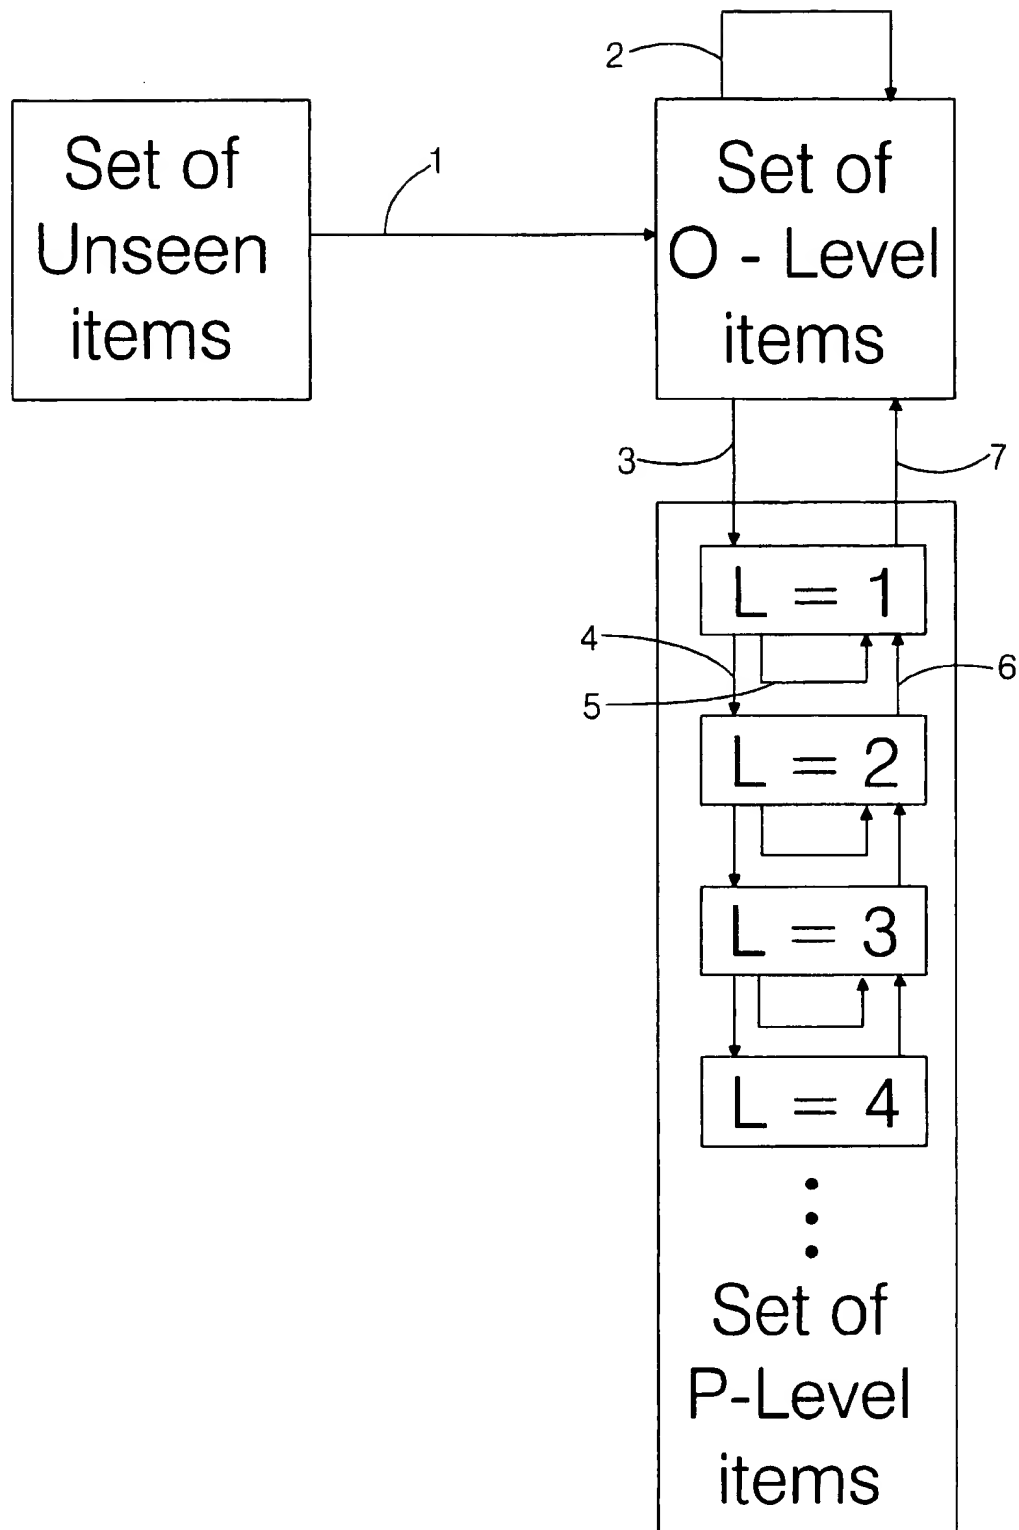 2
Set of
Unseen
items
1
Set of
O - Level
items
3
7
L = 1
4
6
5
L = 2
L = 3
L = 4
Set of
P-Level
items